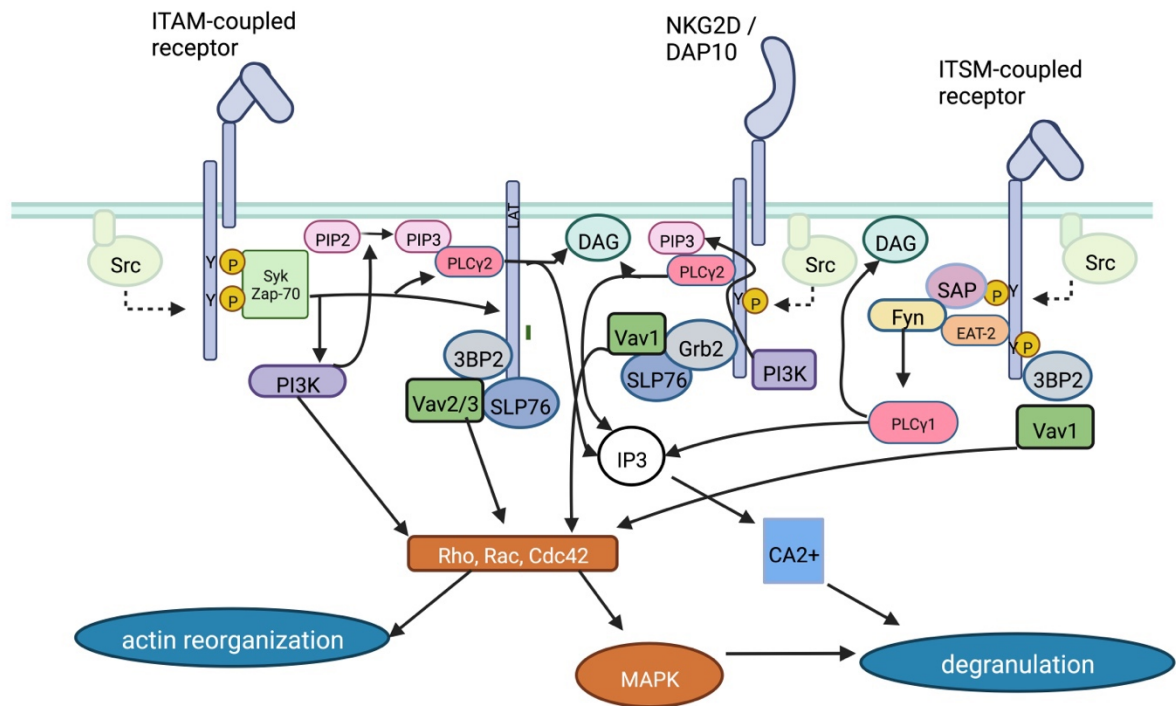 ITAM-coupled
receptor
NKG2D /
DAP10
ITSM-coupled
receptor
LAT
Src
Y
P
Y
P
Syk
Zap-70
PIP2
PIP3
PLCγ2
DAG
PIP3
PLCγ2
Y
P
Src
DAG
Src
SAP
P
Y
Fyn
EAT-2
Y
P
3BP2
Vav1
PI3K
3BP2
Vav2/3
SLP76
Vav1
Grb2
SLP76
PI3K
PLCγ1
IP3
Rho, Rac, Cdc42
CA2+
actin reorganization
MAPK
degranulation